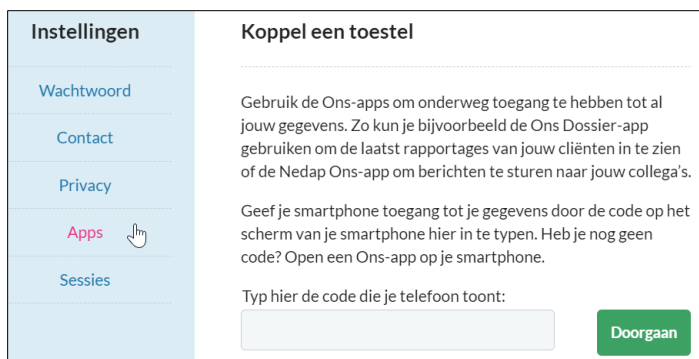 Instellingen
Wachtwoord
Contact
Privacy
Apps
Sessies
Koppel een toestel
Gebruik de Ons-apps om onderweg toegang te hebben tot al
jouw gegevens. Zo kun je bijvoorbeeld de Ons Dossier-app
gebruiken om de laatst rapportages van jouw cliënten in te zien
of de Nedap Ons-app om berichten te sturen naar jouw collega's.
Geef je smartphone toegang tot je gegevens door de code op het
scherm van je smartphone hier in te typen. Heb je nog geen
code? Open een Ons-app op je smartphone.
Typ hier de code die je telefoon toont:
Doorgaan